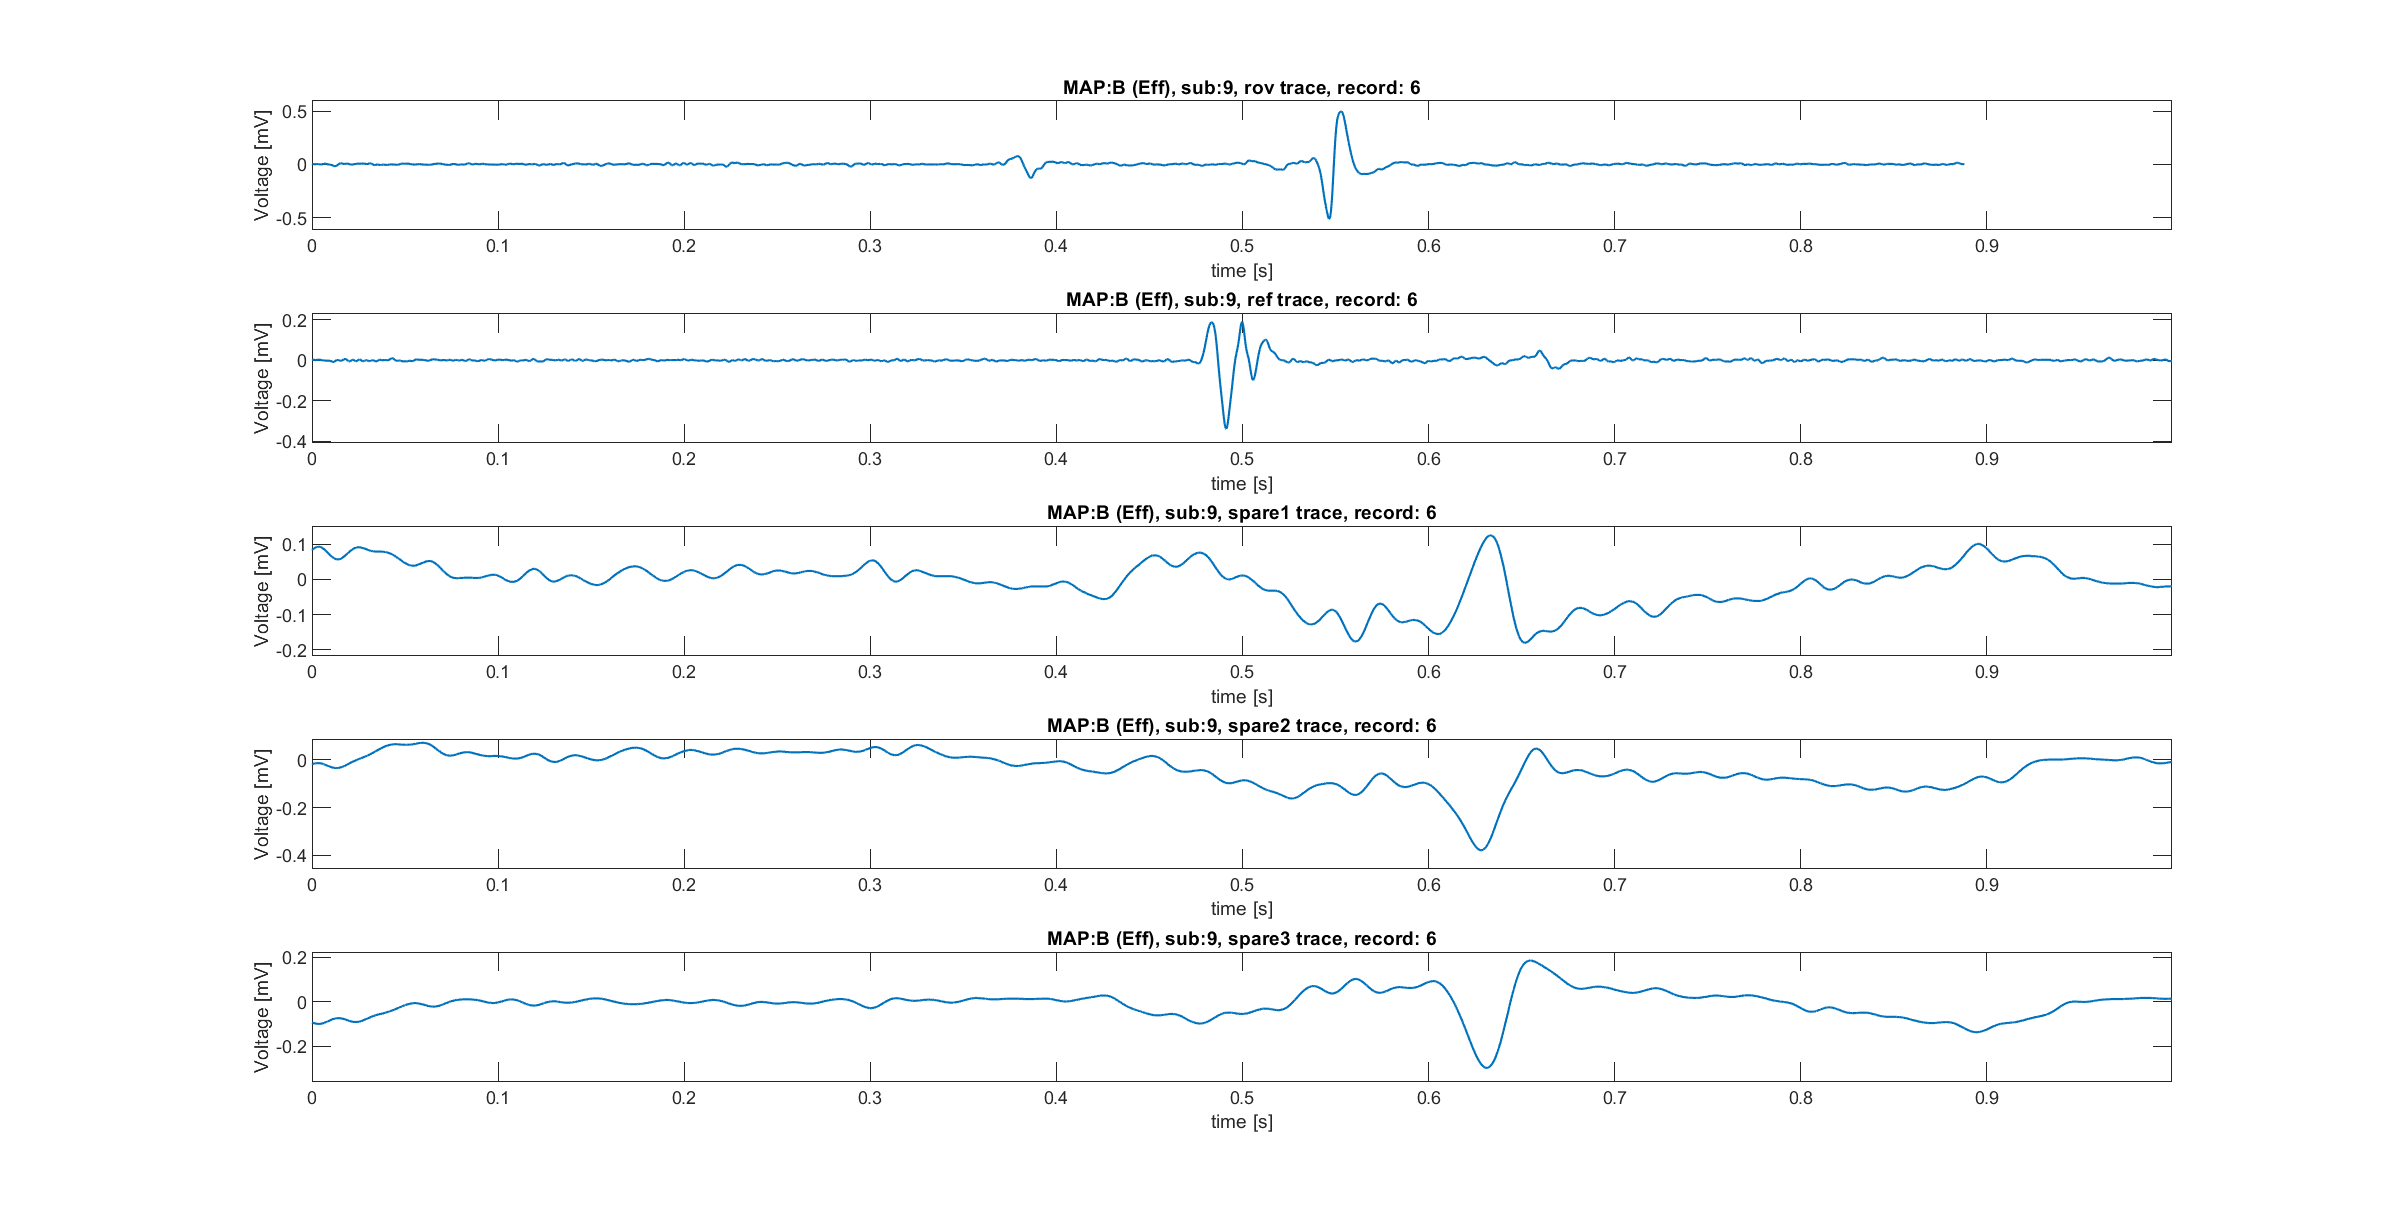 MAP:B (Eff), sub:9, rov trace, record: 6
Voltage [mV]
0.5
0
-0.5
0 0.1 0.2 0.3 0.4 0.5 0.6 0.7 0.8 0.9
time [s]
MAP:B (Eff), sub:9, ref trace, record: 6
Voltage [mV]
0.2
0
-0.2
-0.4
0 0.1 0.2 0.3 0.4 0.5 0.6 0.7 0.8 0.9
time [s]
MAP:B (Eff), sub:9, spare1 trace, record: 6
Voltage [mV]
0.1
0
-0.1
-0.2
0 0.1 0.2 0.3 0.4 0.5 0.6 0.7 0.8 0.9
time [s]
MAP:B (Eff), sub:9, spare2 trace, record: 6
Voltage [mV]
0
-0.2
-0.4
0 0.1 0.2 0.3 0.4 0.5 0.6 0.7 0.8 0.9
time [s]
MAP:B (Eff), sub:9, spare3 trace, record: 6
Voltage [mV]
0.2
0
-0.2
0 0.1 0.2 0.3 0.4 0.5 0.6 0.7 0.8 0.9
time [s]